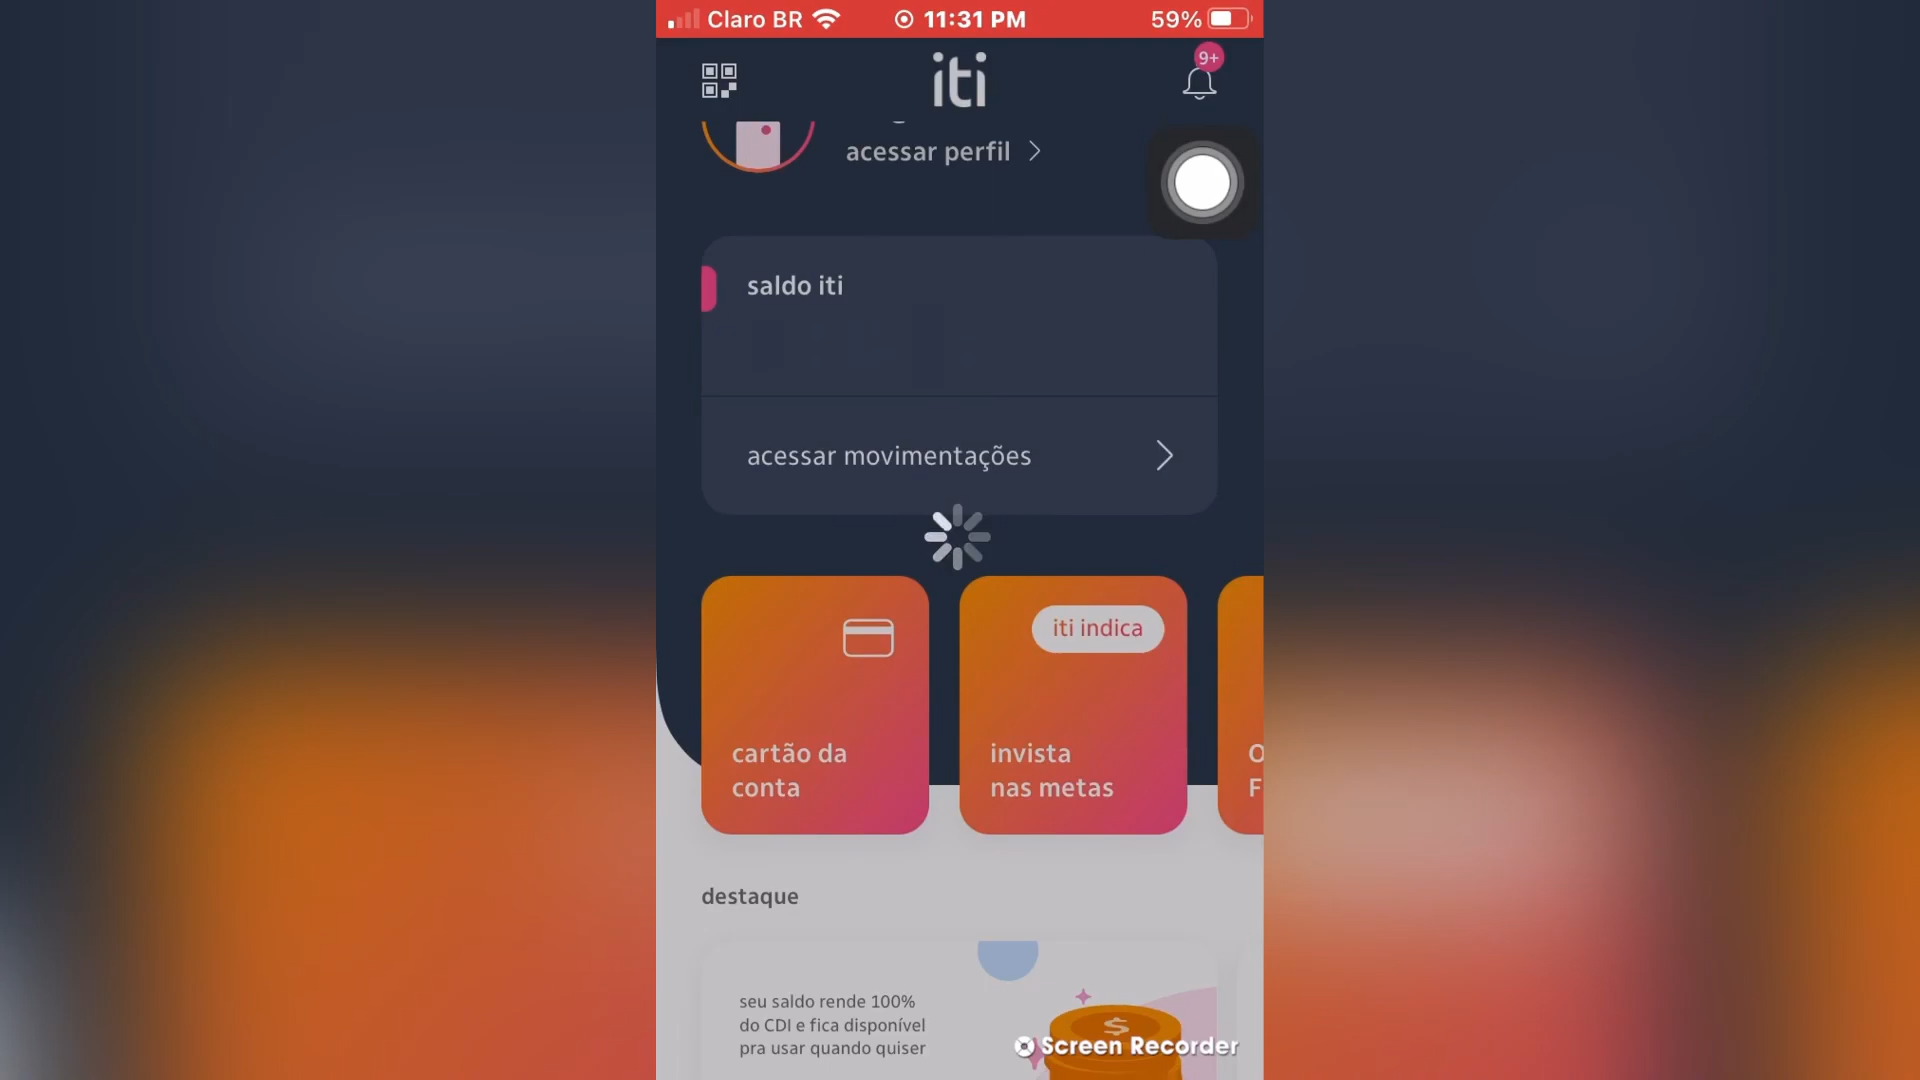 Claro BR 11:31 PM 59%
iti
9+
acessar perfil
saldo iti
acessar movimentações
iti indica
cartão da
conta
invista
nas metas
O
F
destaque
seu saldo rende 100%
do CDI e fica disponível
pra usar quando quiser
$
Screen Recorder